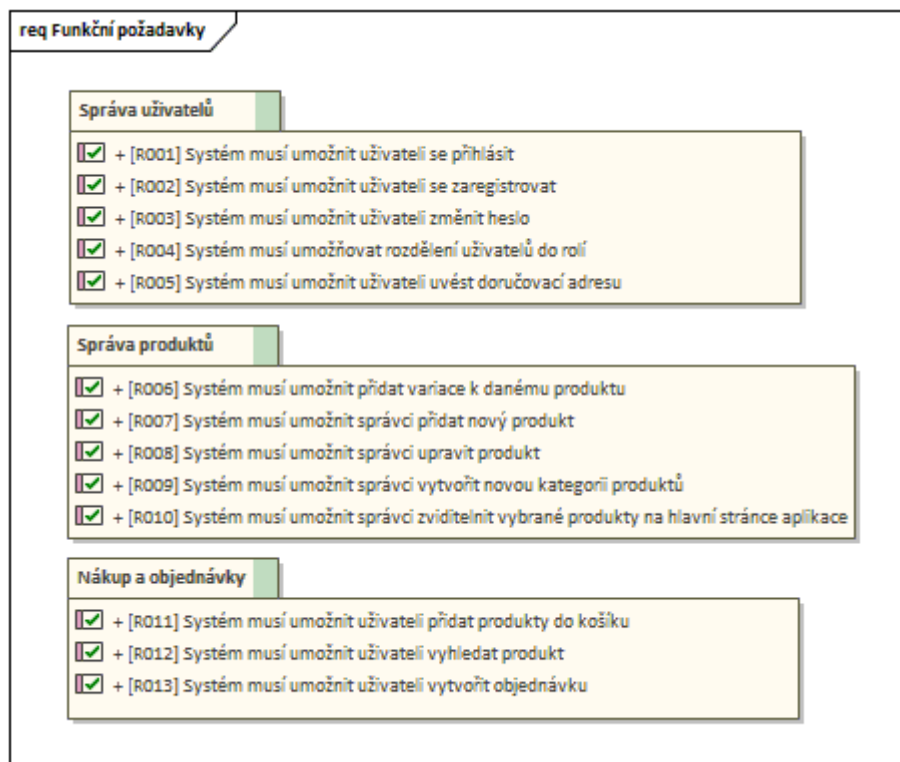 req Funkční požadavky
Správa uživatelů
+ [R001] Systém musí umožnit uživateli se přihlásit
+ [R002] Systém musí umožnit uživateli se zaregistrovat
+ [R003] Systém musí umožnit uživateli změnit heslo
+ [R004] Systém musí umožňovat rozdělení uživatelů do rolí
+ [R005] Systém musí umožnit uživateli uvést doručovací adresu
Správa produktů
+ [R006] Systém musí umožnit přidat variace k danému produktu
+ [R007] Systém musí umožnit správci přidat nový produkt
+ [R008] Systém musí umožnit správci upravit produkt
+ [R009] Systém musí umožnit správci vytvořit novou kategorii produktů
+ [R010] Systém musí umožnit správci zviditelnit vybrané produkty na hlavní stránce aplikace
Nákup a objednávky
+ [R011] Systém musí umožnit uživateli přidat produkty do košíku
+ [R012] Systém musí umožnit uživateli vyhledat produkt
+ [R013] Systém musí umožnit uživateli vytvořit objednávku